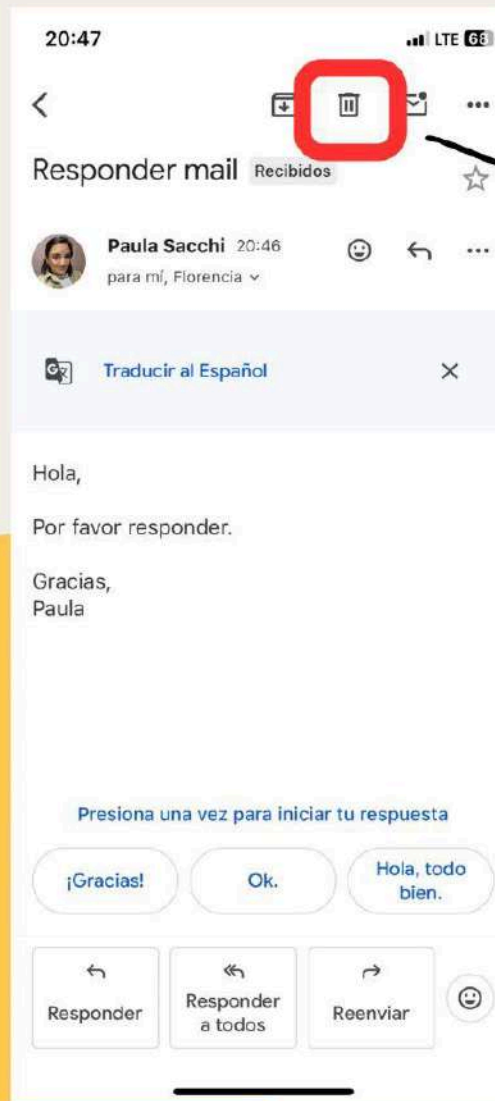 20:47 LTE 68
Responder mail Recibidos
Paula Sacchi 20:46
para mí, Florencia
Traducir al Español
Hola,
Por favor responder.
Gracias,
Paula
Presiona una vez para iniciar tu respuesta
¡Gracias! Ok. Hola, todo
bien.
Responder Responder
a todos Reenviar